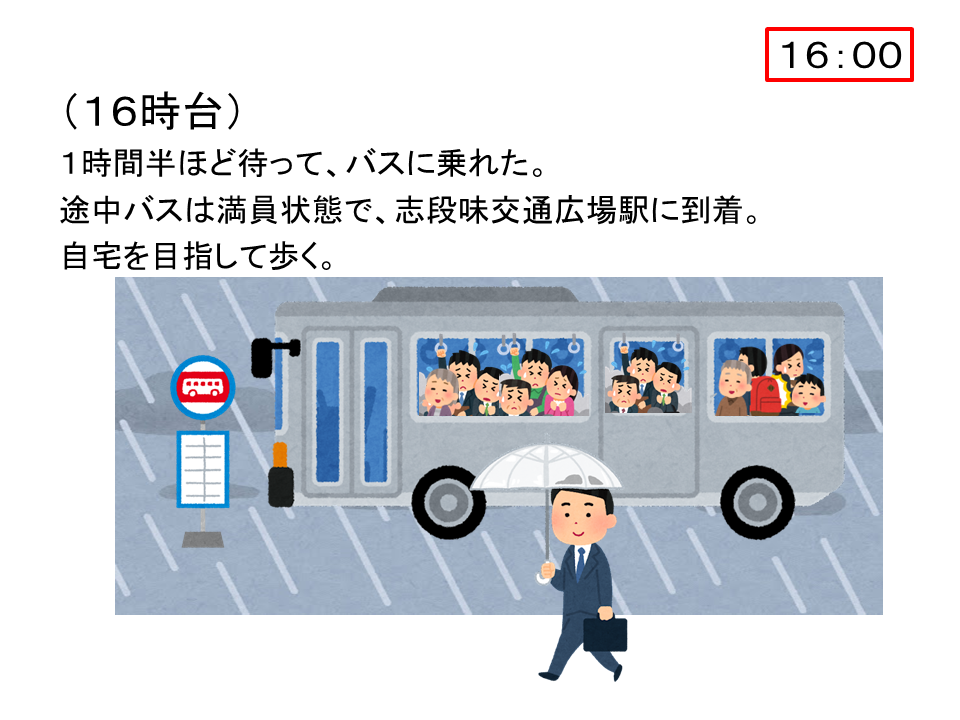 １６：００
（１６時台）
１時間半ほど待って、バスに乗れた。
途中バスは満員状態で、志段味交通広場駅に到着。
自宅を目指して歩く。